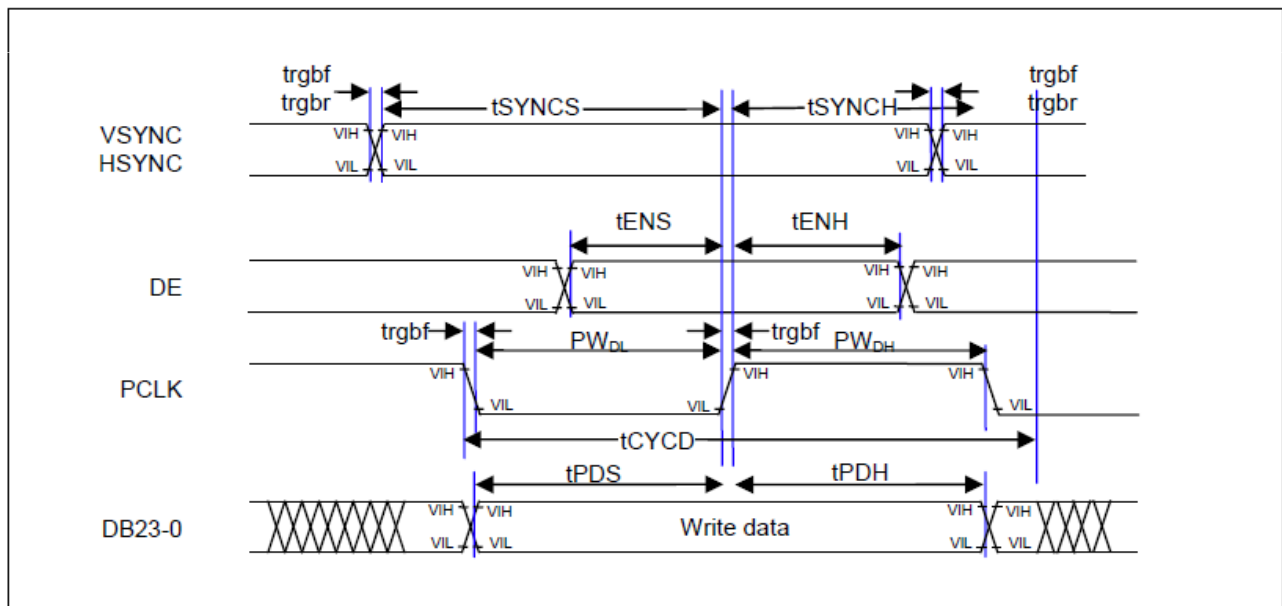 trgbf trgbf
trgbr tSYNCS tSYNCH trgbr
VSYNC VIH VIH VIH VIH
HSYNC VIL VIL VIL VIL
tENS tENH
DE VIH VIH VIH VIH
VIL VIL VIL VIL
trgbf PWDL trgbf PWDH
PCLK VIH VIH VIH
VIL VIL VIL
tCYCD
tPDS tPDH
DB23-0 VIH VIH Write data VIH VIH
VIL VIL VIL VIL